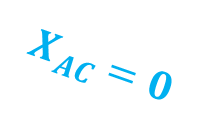 X_AC = 0